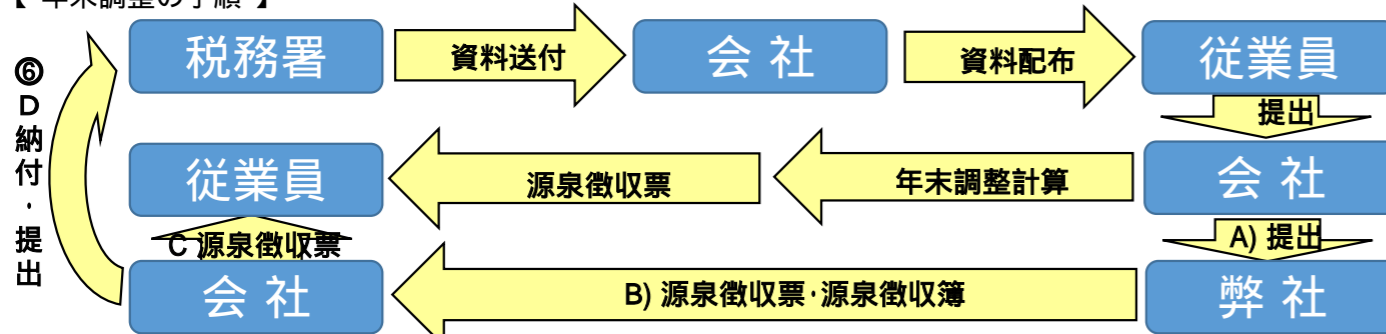 【 年末調整の手順 】
税務署
資料送付
会 社
資料配布
従業員
提出
⑥D納付・提出
従業員
源泉徴収票
年末調整計算
会 社
C 源泉徴収票
A) 提出
会 社
B) 源泉徴収票・源泉徴収簿
弊 社